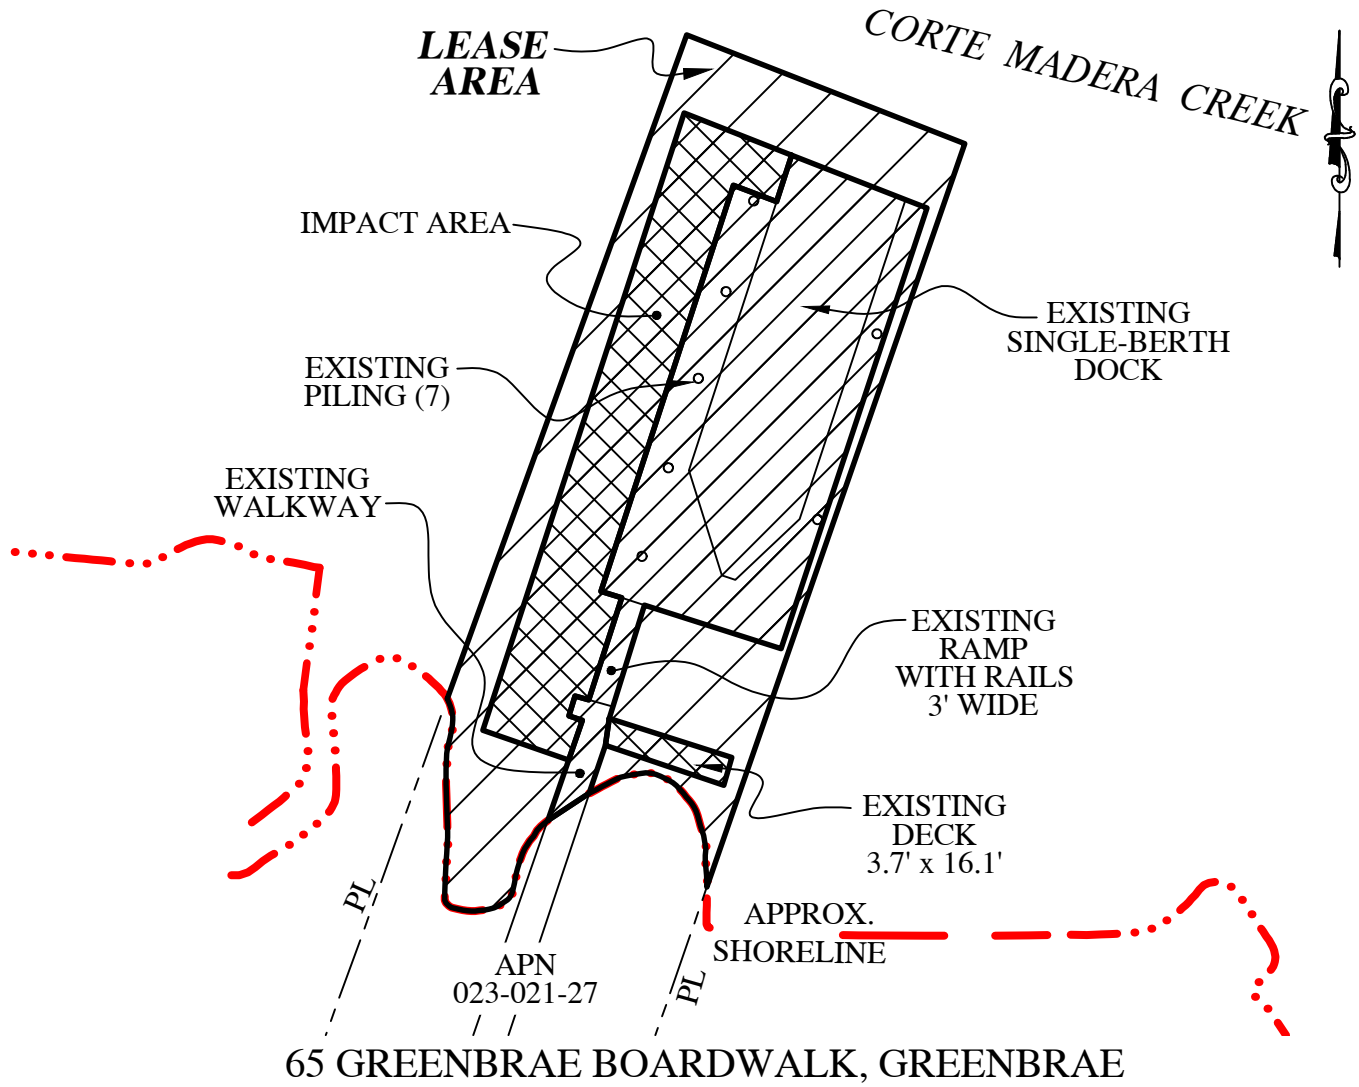 LEASE
AREA
CORTE MADERA CREEK
IMPACT AREA
EXISTING
SINGLE-BERTH
DOCK
EXISTING
PILING (7)
EXISTING
WALKWAY
EXISTING
RAMP
WITH RAILS
3' WIDE
EXISTING
DECK
3.7' x 16.1'
PL
APPROX.
SHORELINE
APN
023-021-27
PL
65 GREENBRAE BOARDWALK, GREENBRAE